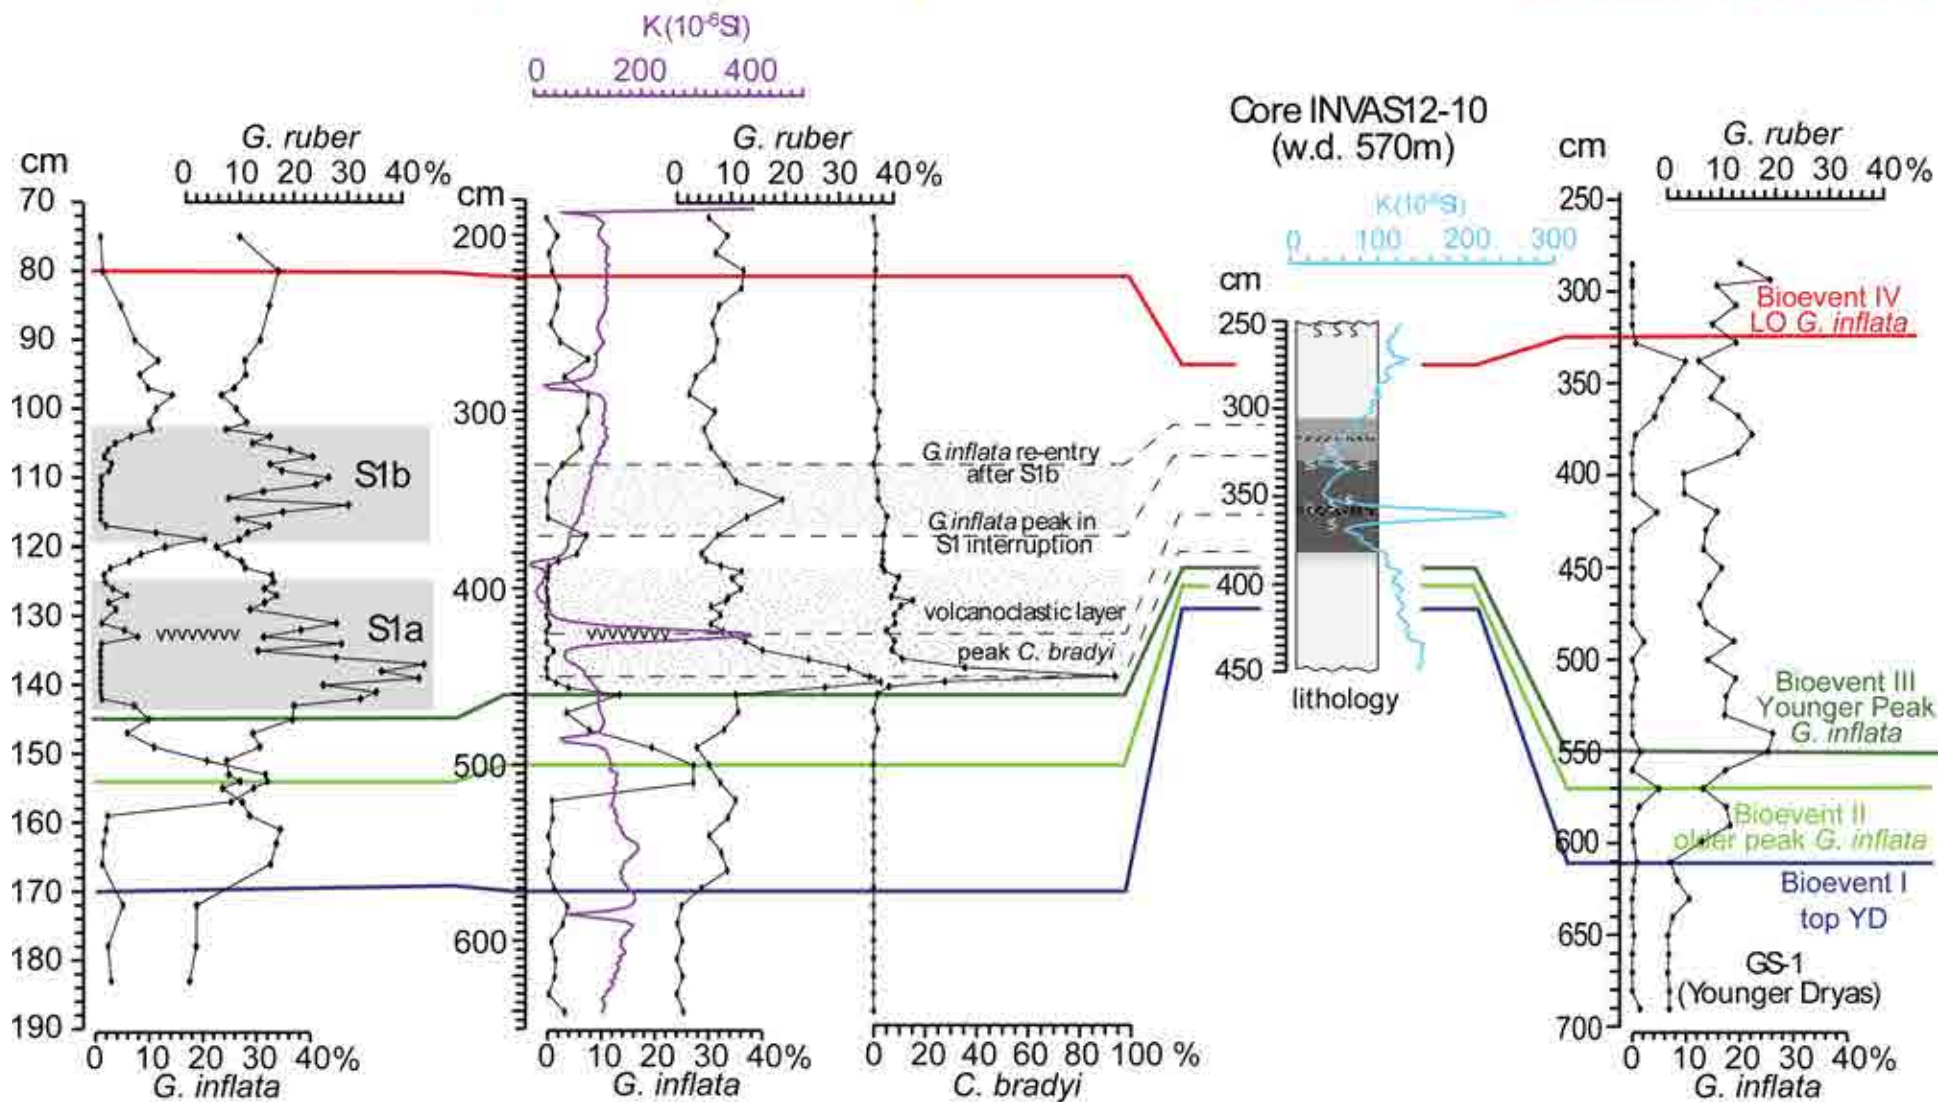 K(10⁻⁶SI)
0 200 400
G. ruber
0 10 20 30 40%
cm
70
80
90
100
110
120
130
140
150
160
170
180
190
S1b
S1a
vvvvvvvv
0 10 20 30 40%
G. inflata
G. ruber
0 10 20 30 40%
cm
200
300
400
500
600
G.inflata re-entry
after S1b
G.inflata peak in
S1 interruption
volcanoclastic layer
vvvvvvvv
peak C. bradyi
0 10 20 30 40%
G. inflata
0 20 40 60 80 100 %
C. bradyi
Core INVAS12-10
(w.d. 570m)
K(10⁻⁶SI)
0 100 200 300
cm
250
300
350
400
450
lithology
G. ruber
0 10 20 30 40%
cm
250
300
350
400
450
500
550
600
650
700
Bioevent IV
LO G. inflata
Bioevent III
Younger Peak
G. inflata
Bioevent II
older peak G. inflata
Bioevent I
top YD
GS-1
(Younger Dryas)
0 10 20 30 40%
G. inflata